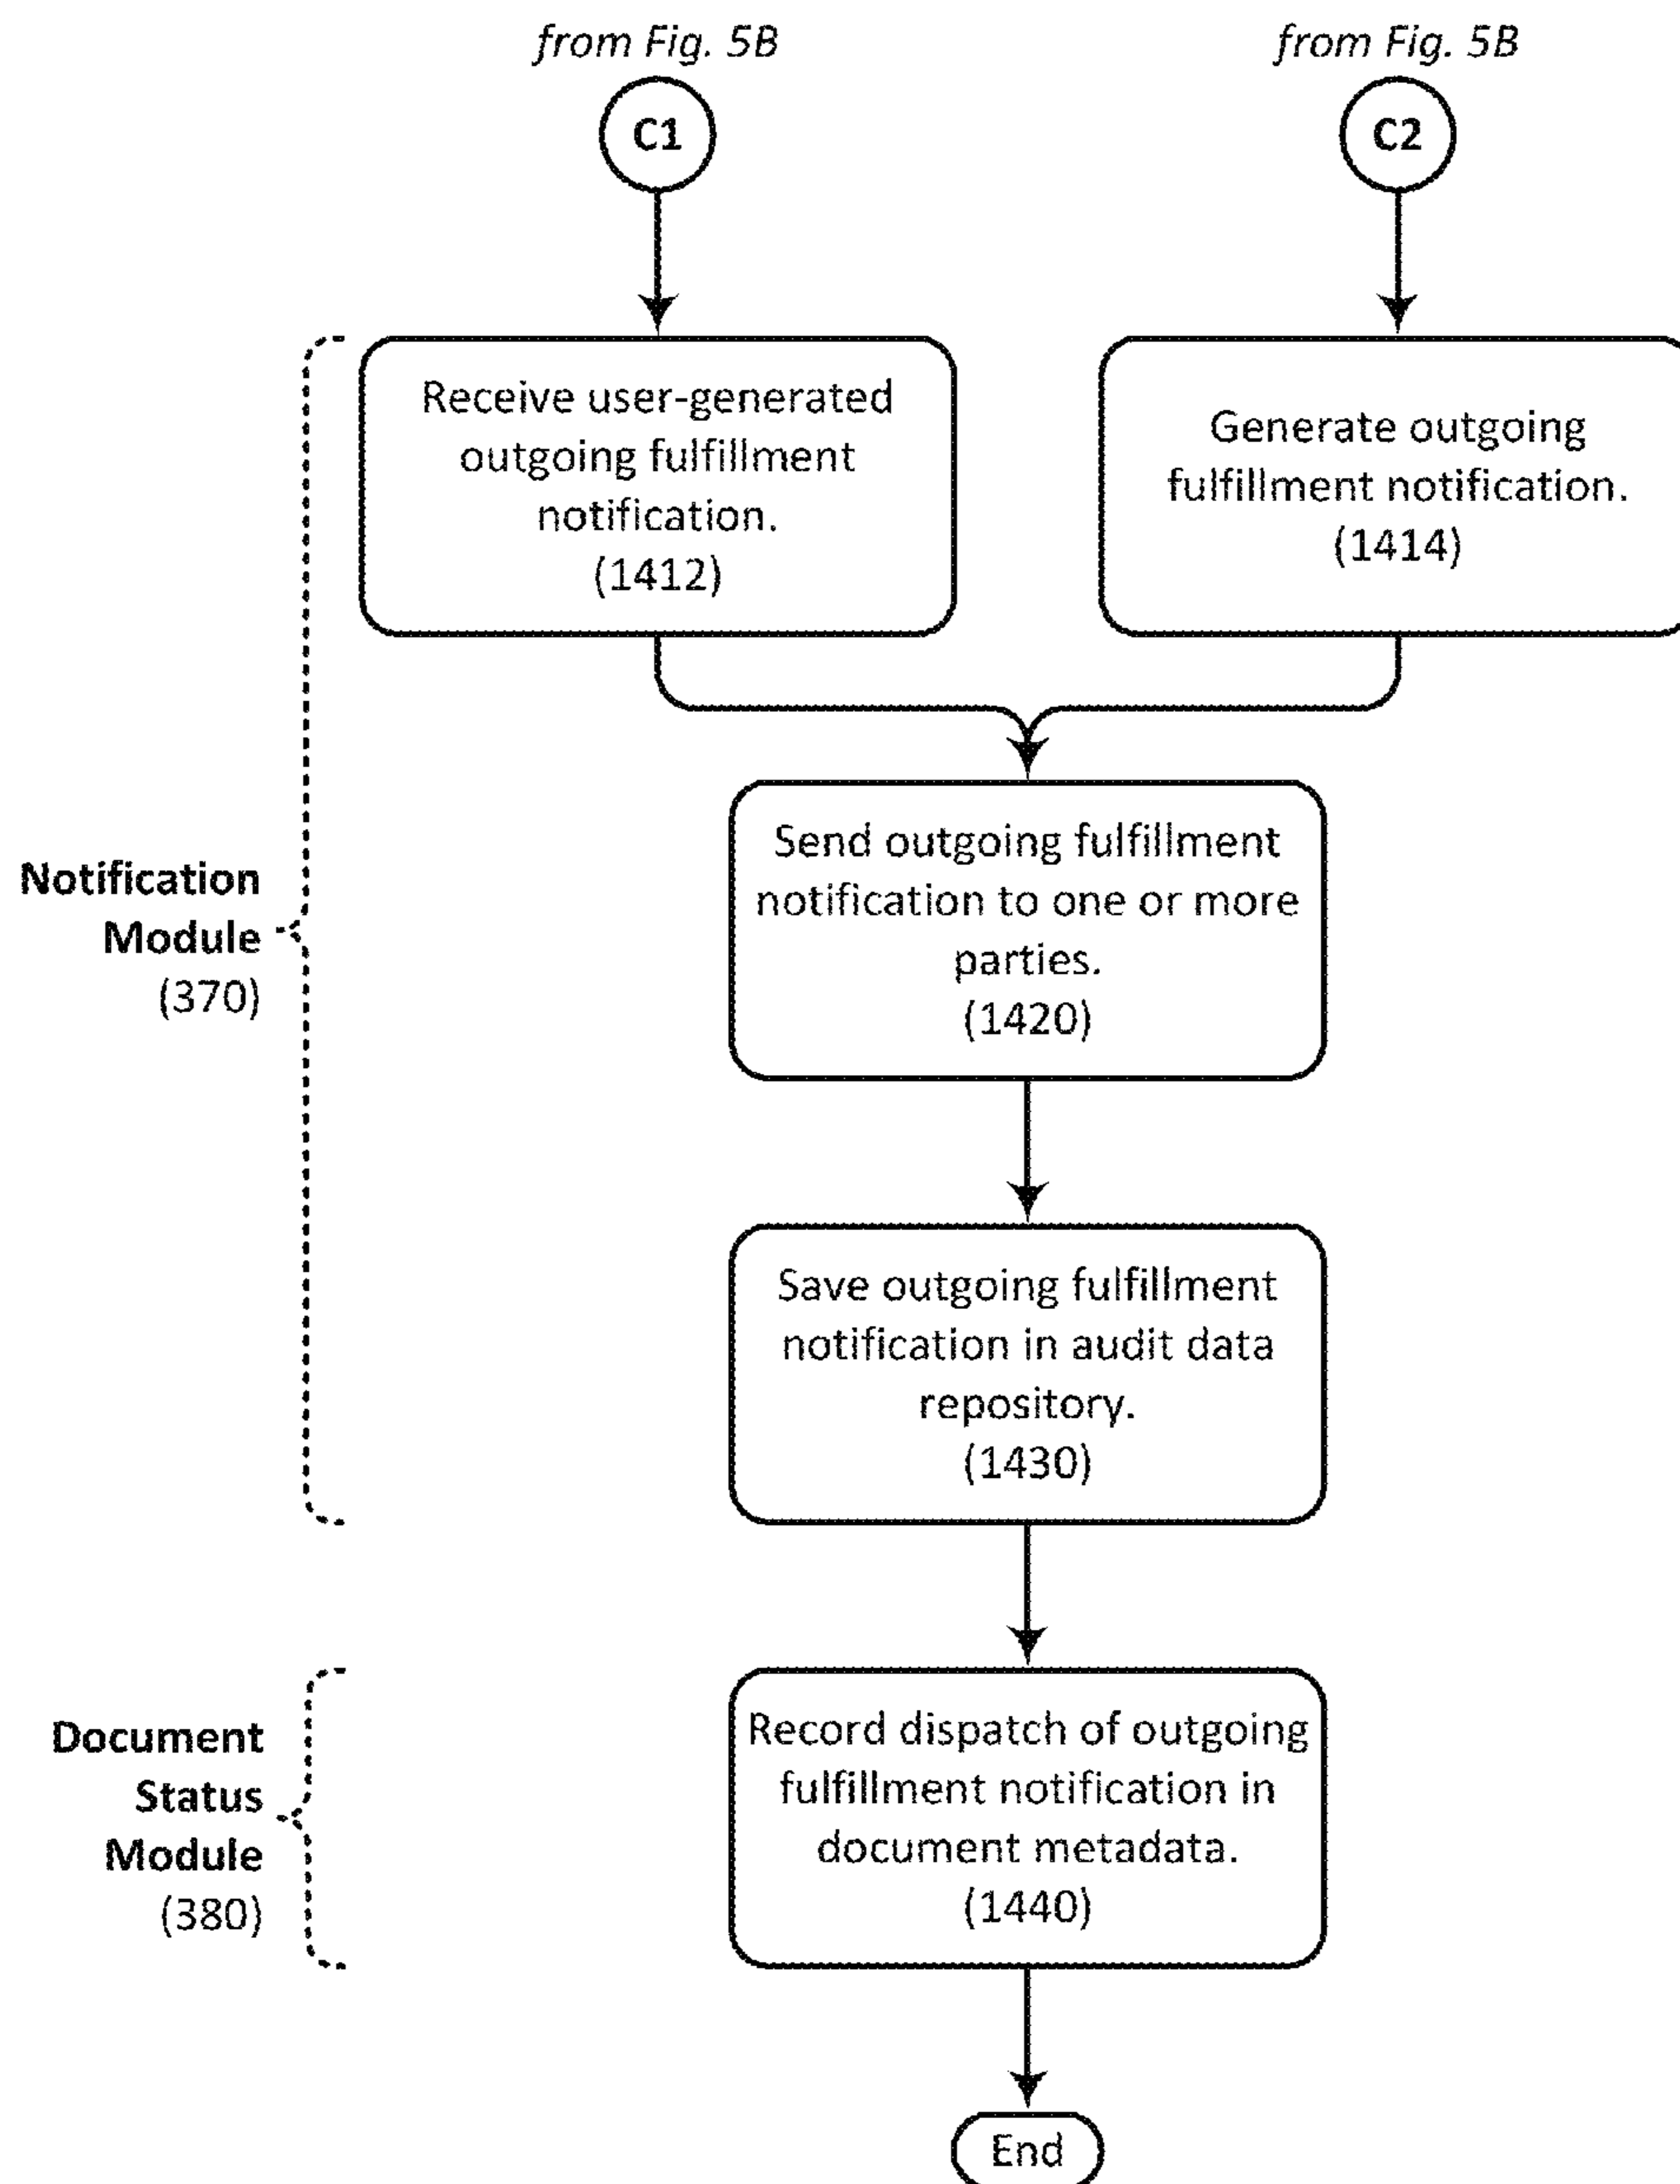 from Fig. 5B
from Fig. 5B
C1
C2
Receive user-generated
outgoing fulfillment
notification.
(1412)
Generate outgoing
fulfillment notification.
(1414)
Notification
Module
(370)
Send outgoing fulfillment
notification to one or more
parties.
(1420)
Save outgoing fulfillment
notification in audit data
repository.
(1430)
Document
Status
Module
(380)
Record dispatch of outgoing
fulfillment notification in
document metadata.
(1440)
End